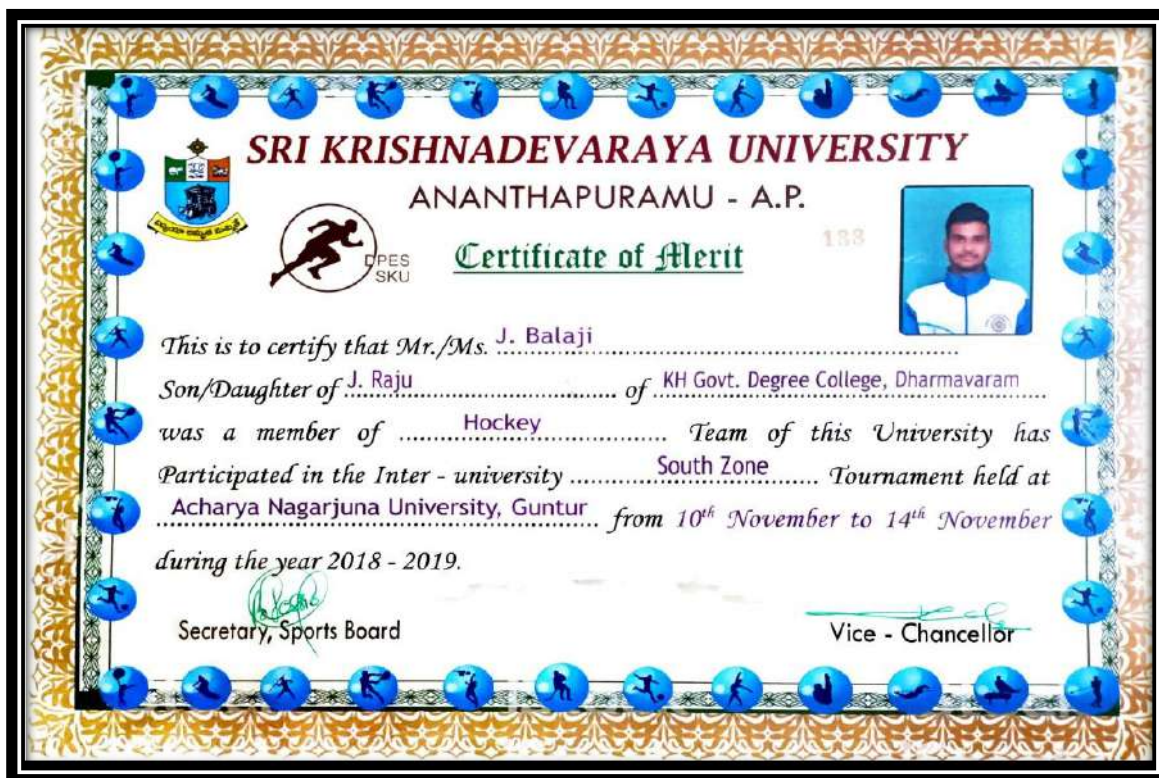 SRI KRISHNADEVARAYA UNIVERSITY
ANANTHAPURAMU - A.P.
DPES
SKU
Certificate of Merit
133
This is to certify that Mr./Ms. J. Balaji
Son/Daughter of J. Raju of KH Govt. Degree College, Dharmavaram
was a member of Hockey Team of this University has
Participated in the Inter - university South Zone Tournament held at
Acharya Nagarjuna University, Guntur from 10th November to 14th November
during the year 2018 - 2019.
Secretary, Sports Board
Vice - Chancellor